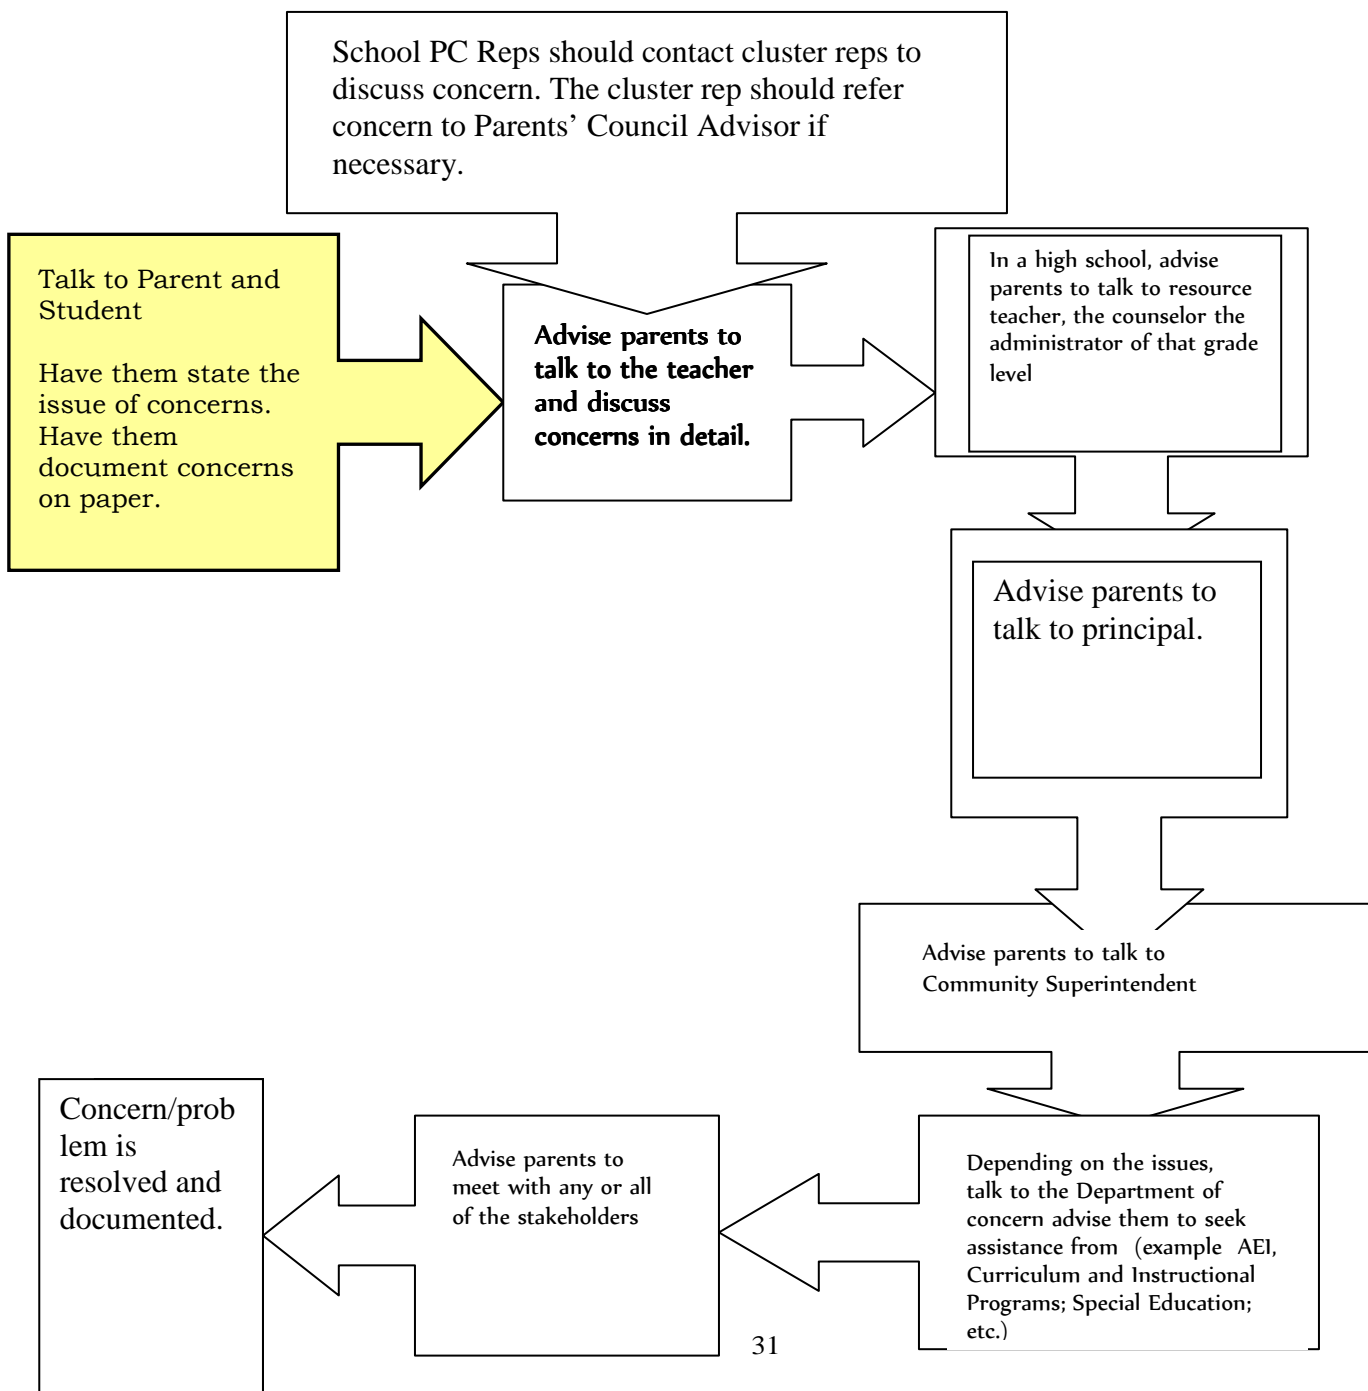 School PC Reps should contact cluster reps to
discuss concern. The cluster rep should refer
concern to Parents’ Council Advisor if
necessary.
Talk to Parent and
Student
Have them state the
issue of concerns.
Have them
document concerns
on paper.
Advise parents to
talk to the teacher
and discuss
concerns in detail.
In a high school, advise
parents to talk to resource
teacher, the counselor the
administrator of that grade
level
Advise parents to
talk to principal.
Advise parents to talk to
Community Superintendent
Depending on the issues,
talk to the Department of
concern advise them to seek
assistance from (example AEI,
Curriculum and Instructional
Programs; Special Education;
etc.)
Advise parents to
meet with any or all
of the stakeholders
Concern/prob
lem is
resolved and
documented.
31